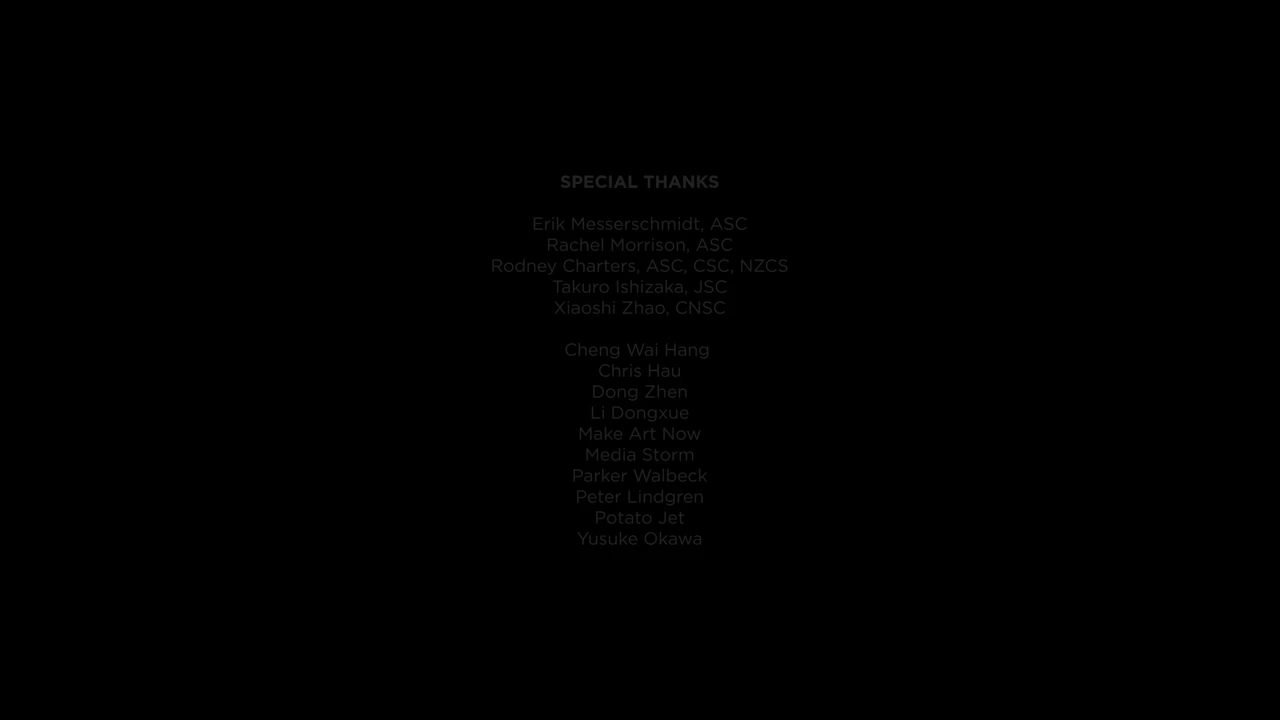 SPECIAL THANKS
Erik Messerschmidt, ASC
Rachel Morrison, ASC
Rodney Charters, ASC, CSC, NZCS
Takuro Ishizaka, JSC
Xiaoshi Zhao, CNSC
Cheng Wai Hang
Chris Hau
Dong Zhen
Li Dongxue
Make Art Now
Media Storm
Parker Walbeck
Peter Lindgren
Potato Jet
Yusuke Okawa